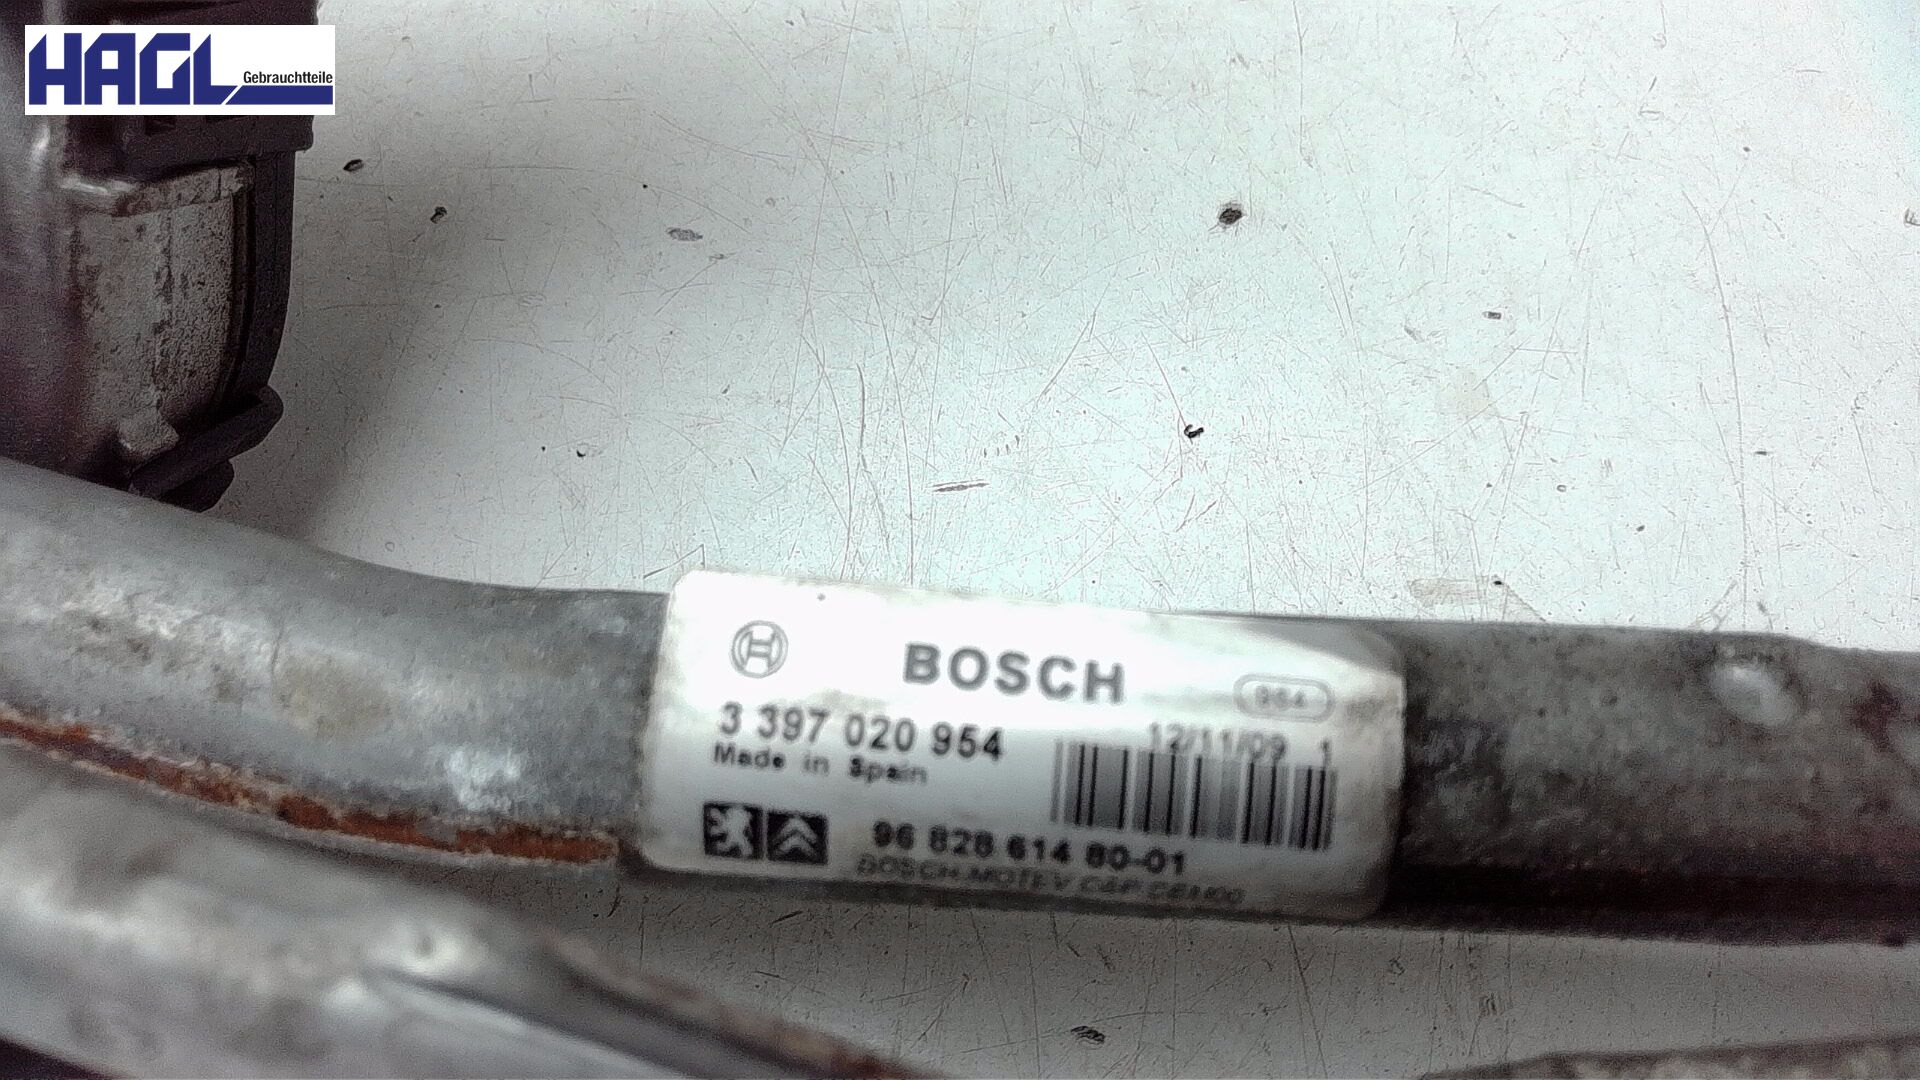 HAGL
Gebrauchtteile
BOSCH
954
3 397 020 954
12/11/09 1
Made in Spain
96 828 614 80-01